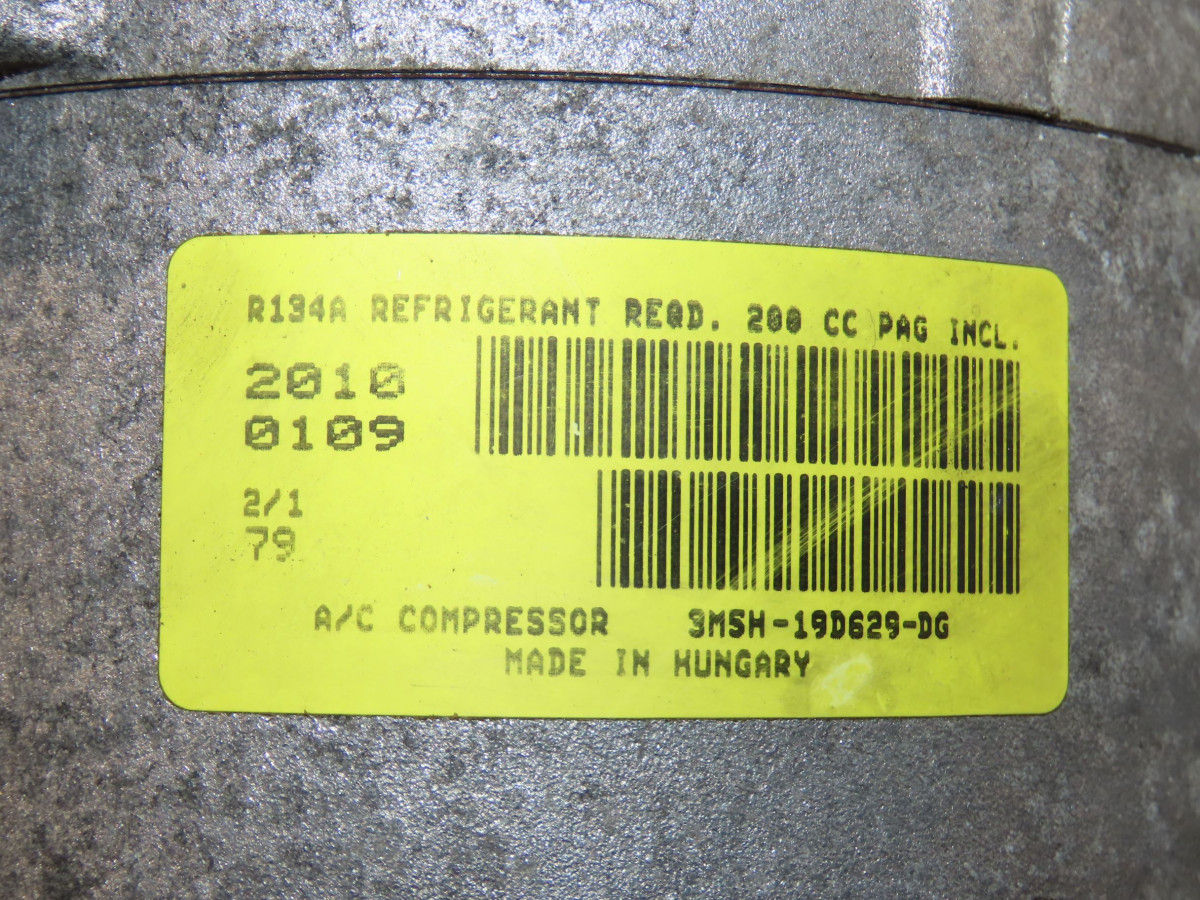 R134A REFRIGERANT REQD. 200 CC PAG INCL.
2010
0109
2/1
79
A/C COMPRESSOR 3M5H-19D629-DG
MADE IN HUNGARY